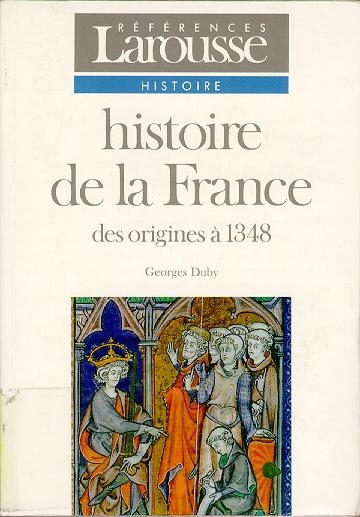 RÉFÉRENCES
Larousse
HISTOIRE
histoire
de la France
des origines à 1348
Georges Duby